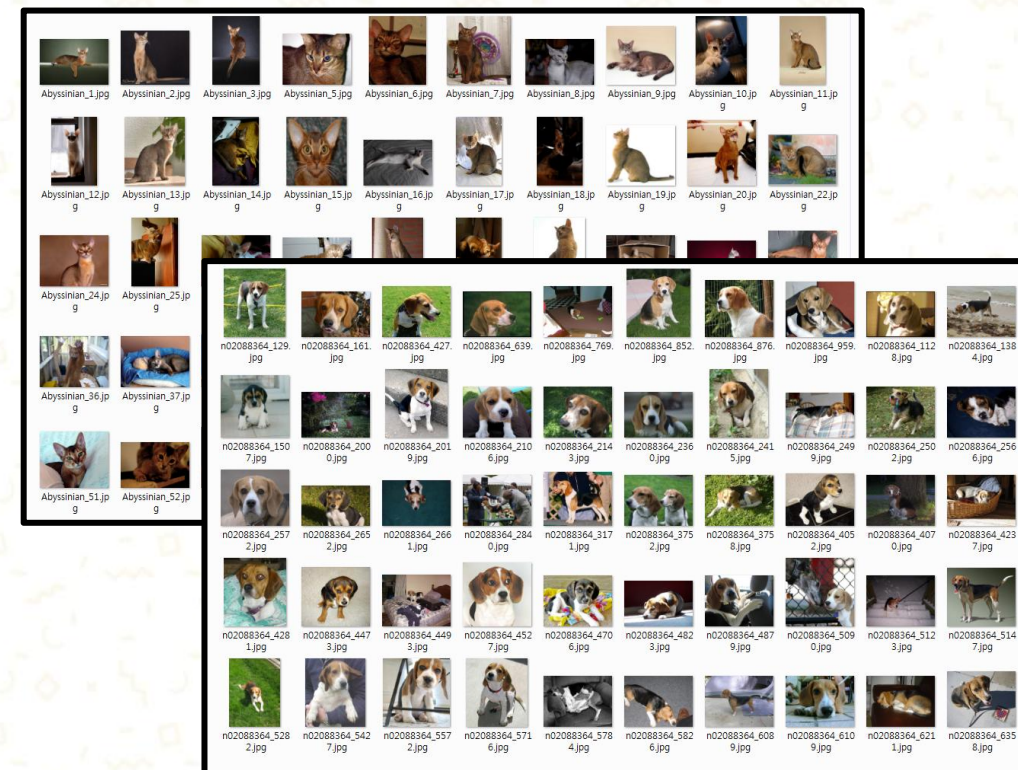 Abyssinian_1.jpg Abyssinian_2.jpg Abyssinian_3.jpg Abyssinian_5.jpg Abyssinian_6.jpg Abyssinian_7.jpg Abyssinian_8.jpg Abyssinian_9.jpg Abyssinian_10.jp Abyssinian_11.jp
g g
Abyssinian_12.jp Abyssinian_13.jp Abyssinian_14.jp Abyssinian_15.jp Abyssinian_16.jp Abyssinian_17.jp Abyssinian_18.jp Abyssinian_19.jp Abyssinian_20.jp Abyssinian_22.jp
g g g g g g g g g g
Abyssinian_24.jp Abyssinian_25.jp
g g
Abyssinian_36.jp Abyssinian_37.jp
g g
Abyssinian_51.jp Abyssinian_52.jp
g g
n02088364_129. n02088364_161. n02088364_427. n02088364_639. n02088364_769. n02088364_852. n02088364_876. n02088364_959. n02088364_112 n02088364_138
jpg jpg jpg jpg jpg jpg jpg jpg 8.jpg 4.jpg
n02088364_150 n02088364_200 n02088364_201 n02088364_210 n02088364_214 n02088364_236 n02088364_241 n02088364_249 n02088364_250 n02088364_256
7.jpg 0.jpg 9.jpg 6.jpg 3.jpg 0.jpg 5.jpg 9.jpg 2.jpg 6.jpg
n02088364_257 n02088364_265 n02088364_266 n02088364_284 n02088364_317 n02088364_375 n02088364_375 n02088364_405 n02088364_407 n02088364_423
2.jpg 2.jpg 1.jpg 0.jpg 1.jpg 2.jpg 8.jpg 2.jpg 0.jpg 7.jpg
n02088364_428 n02088364_447 n02088364_449 n02088364_452 n02088364_470 n02088364_482 n02088364_487 n02088364_509 n02088364_512 n02088364_514
1.jpg 3.jpg 3.jpg 7.jpg 6.jpg 3.jpg 9.jpg 0.jpg 3.jpg 7.jpg
n02088364_528 n02088364_542 n02088364_557 n02088364_571 n02088364_578 n02088364_582 n02088364_608 n02088364_610 n02088364_621 n02088364_635
2.jpg 7.jpg 2.jpg 6.jpg 4.jpg 6.jpg 9.jpg 9.jpg 1.jpg 8.jpg